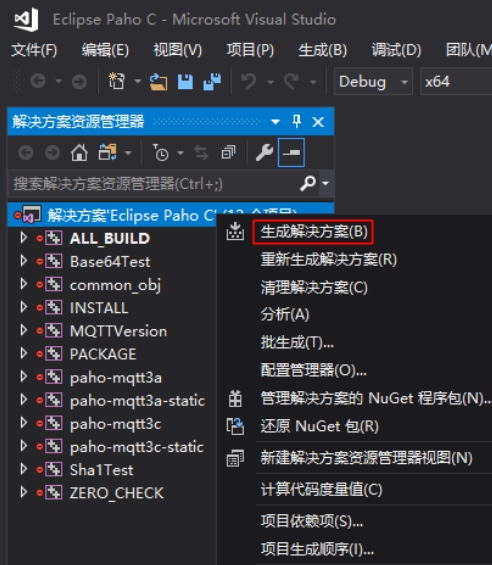 Eclipse Paho C - Microsoft Visual Studio
文件(F) 编辑(E) 视图(V) 项目(P) 生成(B) 调试(D) 团队(M
Debug x64
解决方案资源管理器
搜索解决方案资源管理器(Ctrl+;)
解决方案'Eclipse Paho C' (12 个项目)
ALL_BUILD
Base64Test
common_obj
INSTALL
MQTTVersion
PACKAGE
paho-mqtt3a
paho-mqtt3a-static
paho-mqtt3c
paho-mqtt3c-static
Sha1Test
ZERO_CHECK
生成解决方案(B)
重新生成解决方案(R)
清理解决方案(C)
分析(A)
批生成(T)...
配置管理器(O)...
管理解决方案的 NuGet 程序包(N)...
还原 NuGet 包(R)
新建解决方案资源管理器视图(N)
计算代码度量值(C)
项目依赖项(S)...
项目生成顺序(I)...